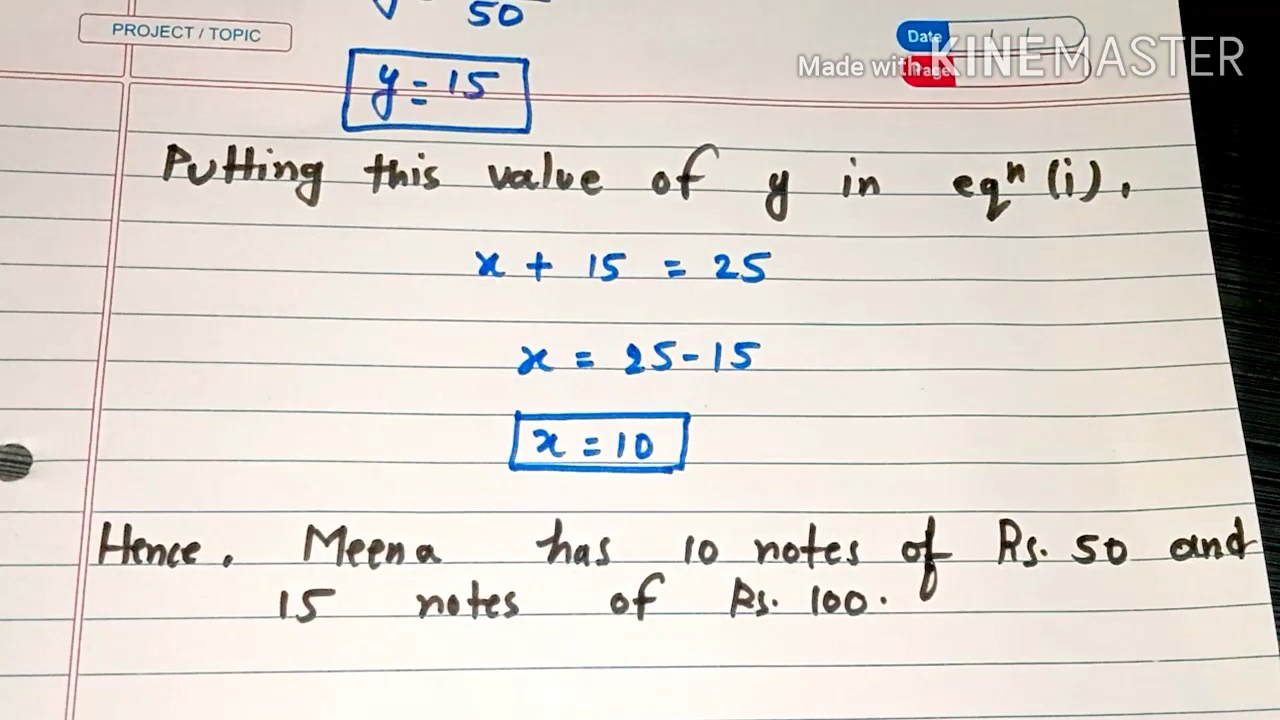 50
PROJECT / TOPIC
Date
Made with KINEMASTER
Page
y = 15
Putting this value of y in eqⁿ (i).
x + 15 = 25
x = 25 - 15
x = 10
Hence. Meena has 10 notes of Rs. 50 and
15 notes of Rs. 100.